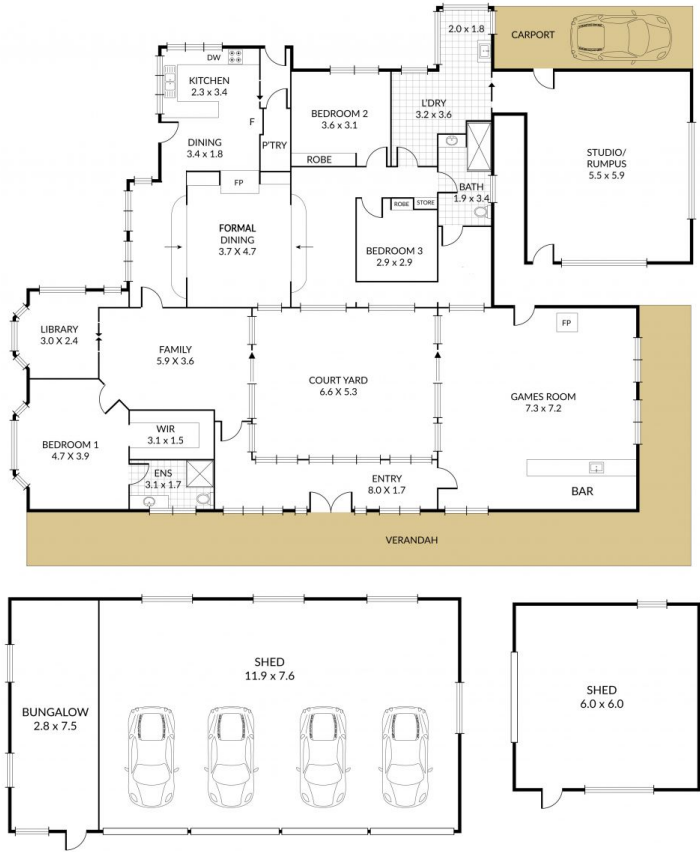 2.0 x 1.8
CARPORT
DW
KITCHEN
2.3 x 3.4
BEDROOM 2
3.6 x 3.1
L'DRY
3.2 x 3.6
F
DINING
3.4 x 1.8
P'TRY
ROBE
STUDIO/
RUMPUS
5.5 x 5.9
FP
BATH
1.9 x 3.4
ROBE
STORE
FORMAL
DINING
3.7 X 4.7
BEDROOM 3
2.9 x 2.9
LIBRARY
3.0 X 2.4
FP
FAMILY
5.9 X 3.6
COURT YARD
6.6 X 5.3
GAMES ROOM
7.3 x 7.2
WIR
3.1 x 1.5
BEDROOM 1
4.7 X 3.9
ENS
3.1 x 1.7
ENTRY
8.0 X 1.7
BAR
VERANDAH
SHED
11.9 x 7.6
BUNGALOW
2.8 x 7.5
SHED
6.0 x 6.0